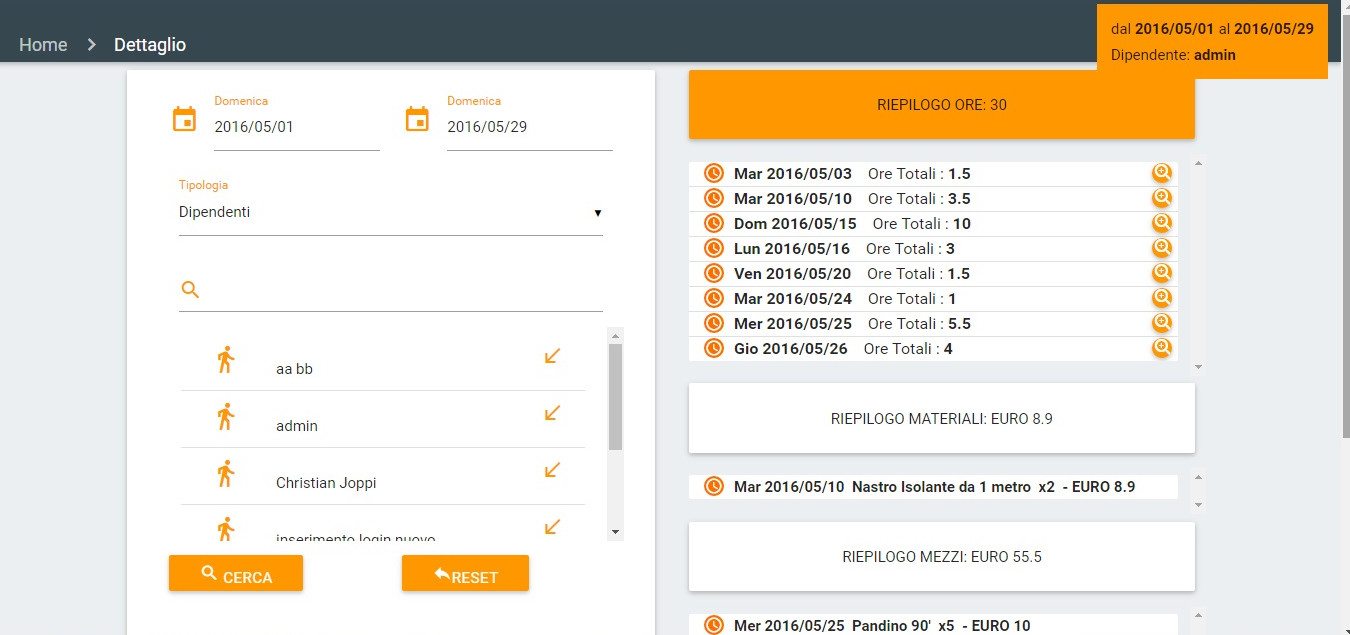 Home > Dettaglio
dal 2016/05/01 al 2016/05/29
Dipendente: admin
Domenica
2016/05/01
Domenica
2016/05/29
Tipologia
Dipendenti
aa bb
admin
Christian Joppi
inserimento login nuovo
CERCA
RESET
RIEPILOGO ORE: 30
Mar 2016/05/03 Ore Totali : 1.5
Mar 2016/05/10 Ore Totali : 3.5
Dom 2016/05/15 Ore Totali : 10
Lun 2016/05/16 Ore Totali : 3
Ven 2016/05/20 Ore Totali : 1.5
Mar 2016/05/24 Ore Totali : 1
Mer 2016/05/25 Ore Totali : 5.5
Gio 2016/05/26 Ore Totali : 4
RIEPILOGO MATERIALI: EURO 8.9
Mar 2016/05/10 Nastro Isolante da 1 metro x2 - EURO 8.9
RIEPILOGO MEZZI: EURO 55.5
Mer 2016/05/25 Pandino 90' x5 - EURO 10